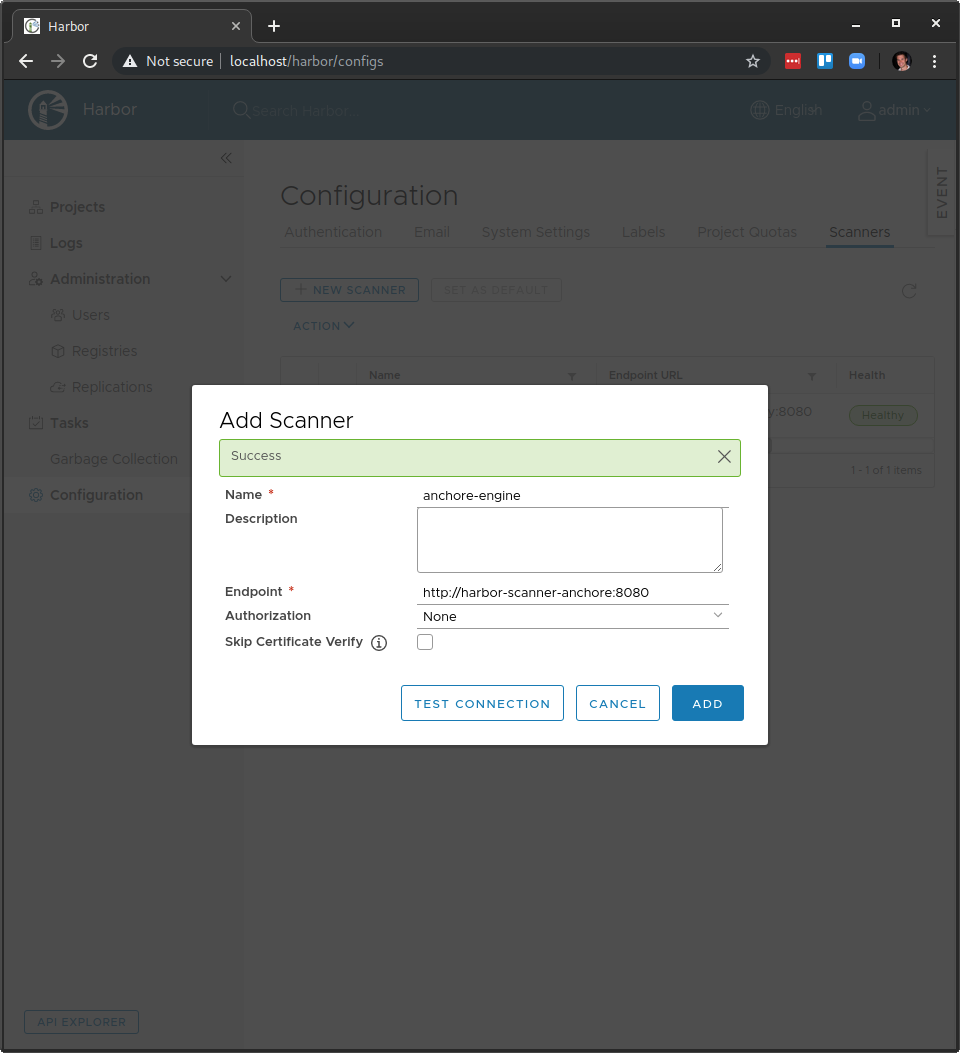 Harbor
Not secure localhost/harbor/configs
Harbor
Search Harbor...
English
admin
EVENT
Projects
Logs
Administration
Users
Registries
Replications
Tasks
Garbage Collection
Configuration
API EXPLORER
Configuration
Authentication Email System Settings Labels Project Quotas Scanners
NEW SCANNER SET AS DEFAULT
ACTION
Name Endpoint URL Health
y:8080 Healthy
1 - 1 of 1 items
Add Scanner
Success
Name * anchore-engine
Description
Endpoint * http://harbor-scanner-anchore:8080
Authorization None
Skip Certificate Verify
TEST CONNECTION CANCEL ADD